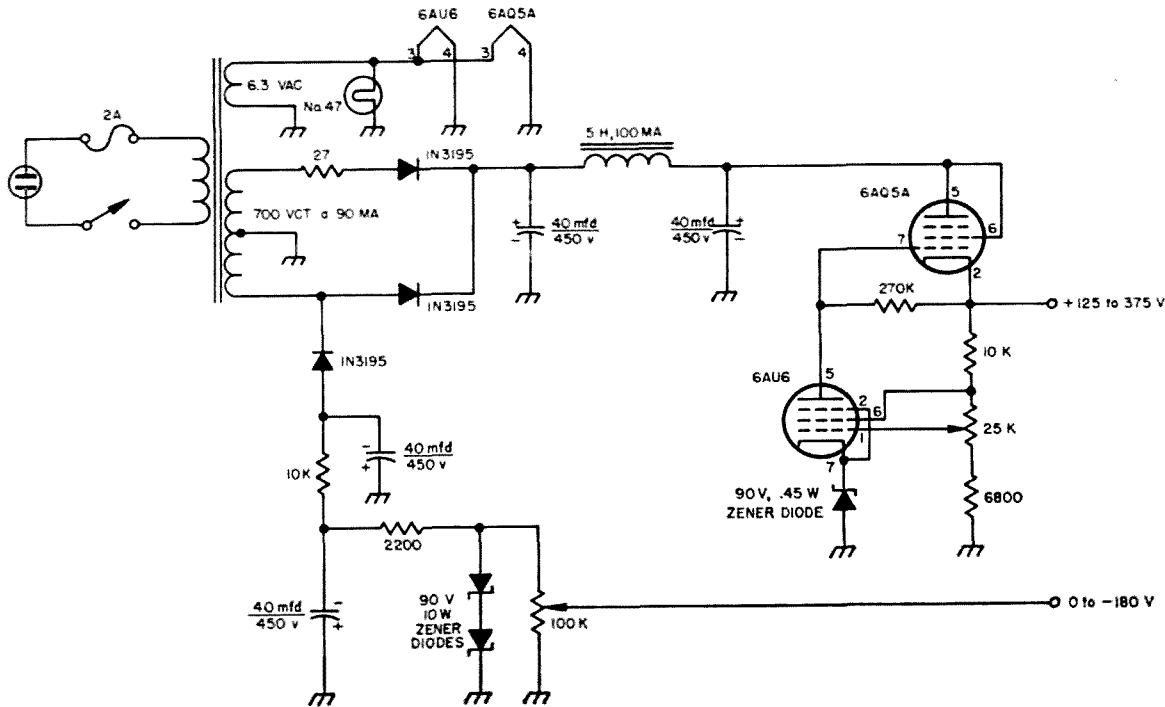 6AU6
6AQ5A
3
4
3
4
6.3 VAC
No. 47
2A
5 H, 100 MA
27
1N3195
6AQ5A
5
7
6
2
700 VCT a 90 MA
+
-
40 mfd
450 v
40 mfd
450 v
+
-
1N3195
270K
+125 to 375 V
1N3195
10 K
6AU6
5
2
6
1
7
25 K
-
+
40 mfd
450 v
10K
90 V, .45 W
ZENER DIODE
6800
2200
40 mfd
450 v
-
+
90 V
10 W
ZENER
DIODES
100K
0 to -180 V